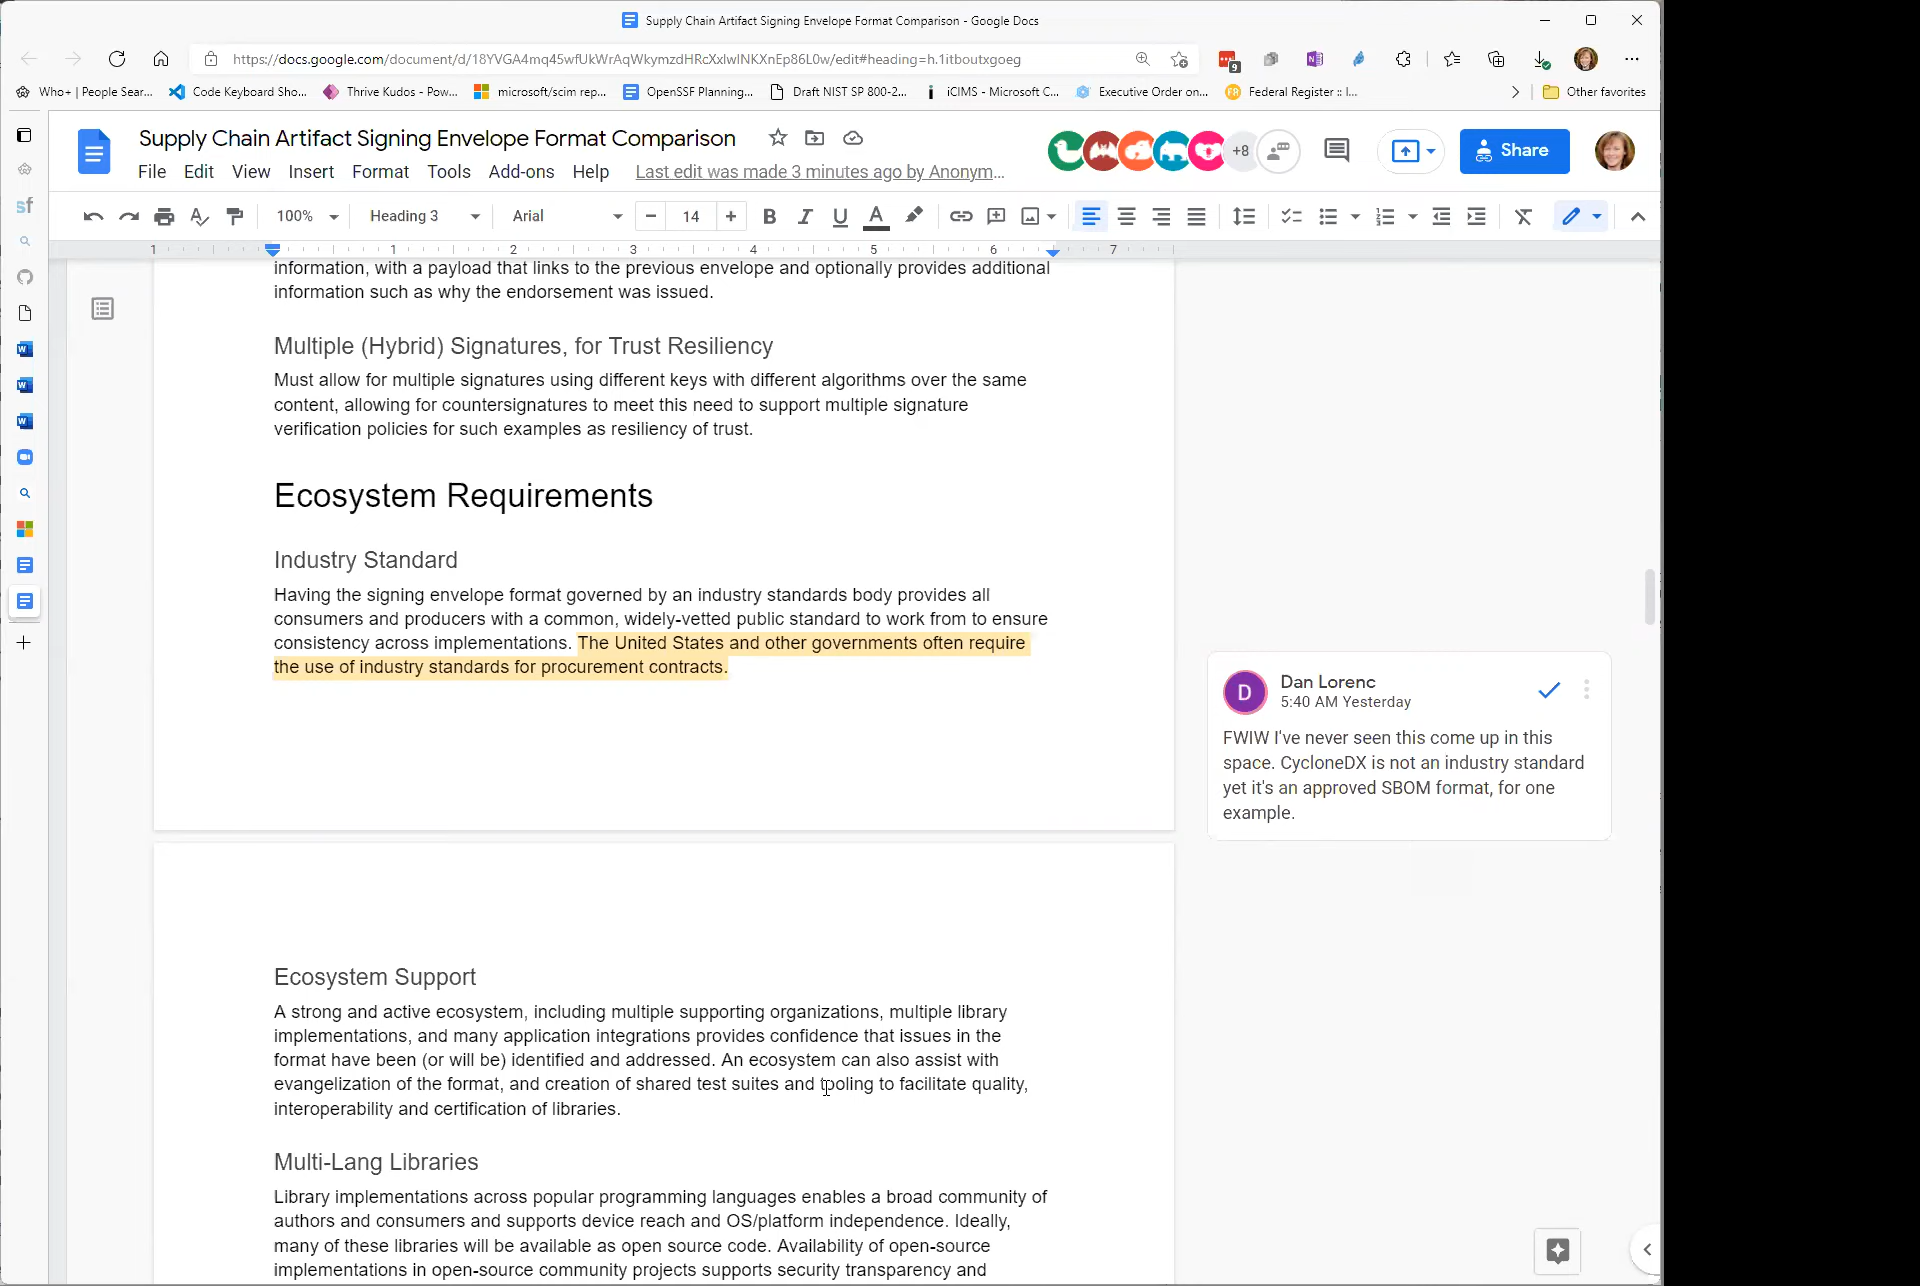 Supply Chain Artifact Signing Envelope Format Comparison - Google Docs
https://docs.google.com/document/d/18YVGA4mq45wfUkWrAqWkymzdHRcXxlwINKXnEp86L0w/edit#heading=h.1itboutxgoeg
9
Who+ | People Sear... Code Keyboard Sho... Thrive Kudos - Pow... microsoft/scim rep... OpenSSF Planning... Draft NIST SP 800-2... iCIMS - Microsoft C... Executive Order on... Federal Register :: I... Other favorites
Supply Chain Artifact Signing Envelope Format Comparison
+8
Share
File Edit View Insert Format Tools Add-ons Help Last edit was made 3 minutes ago by Anonym...
100% Heading 3 Arial 14
1 1 2 3 4 5 6 7
sf
information, with a payload that links to the previous envelope and optionally provides additional
information such as why the endorsement was issued.
Multiple (Hybrid) Signatures, for Trust Resiliency
Must allow for multiple signatures using different keys with different algorithms over the same
content, allowing for countersignatures to meet this need to support multiple signature
verification policies for such examples as resiliency of trust.
Ecosystem Requirements
Industry Standard
Having the signing envelope format governed by an industry standards body provides all
consumers and producers with a common, widely-vetted public standard to work from to ensure
consistency across implementations. The United States and other governments often require
the use of industry standards for procurement contracts.
D
Dan Lorenc
5:40 AM Yesterday
FWIW I've never seen this come up in this
space. CycloneDX is not an industry standard
yet it's an approved SBOM format, for one
example.
Ecosystem Support
A strong and active ecosystem, including multiple supporting organizations, multiple library
implementations, and many application integrations provides confidence that issues in the
format have been (or will be) identified and addressed. An ecosystem can also assist with
evangelization of the format, and creation of shared test suites and tooling to facilitate quality,
interoperability and certification of libraries.
Multi-Lang Libraries
Library implementations across popular programming languages enables a broad community of
authors and consumers and supports device reach and OS/platform independence. Ideally,
many of these libraries will be available as open source code. Availability of open-source
implementations in open-source community projects supports security transparency and